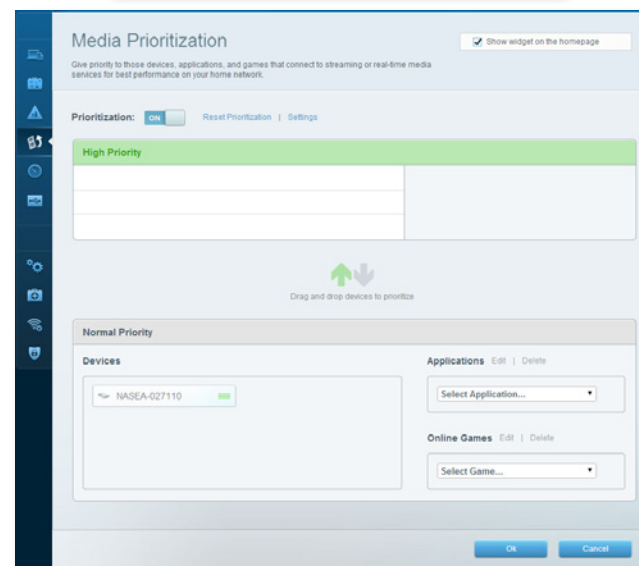 Media Prioritization
Show widget on the homepage
Give priority to those devices, applications, and games that connect to streaming or real-time media
services for best performance on your home network.
Prioritization: ON Reset Prioritization | Settings
High Priority
Drag and drop devices to prioritize
Normal Priority
Devices
NASEA-027110
Applications Edit | Delete
Select Application...
Online Games Edit | Delete
Select Game...
Ok Cancel